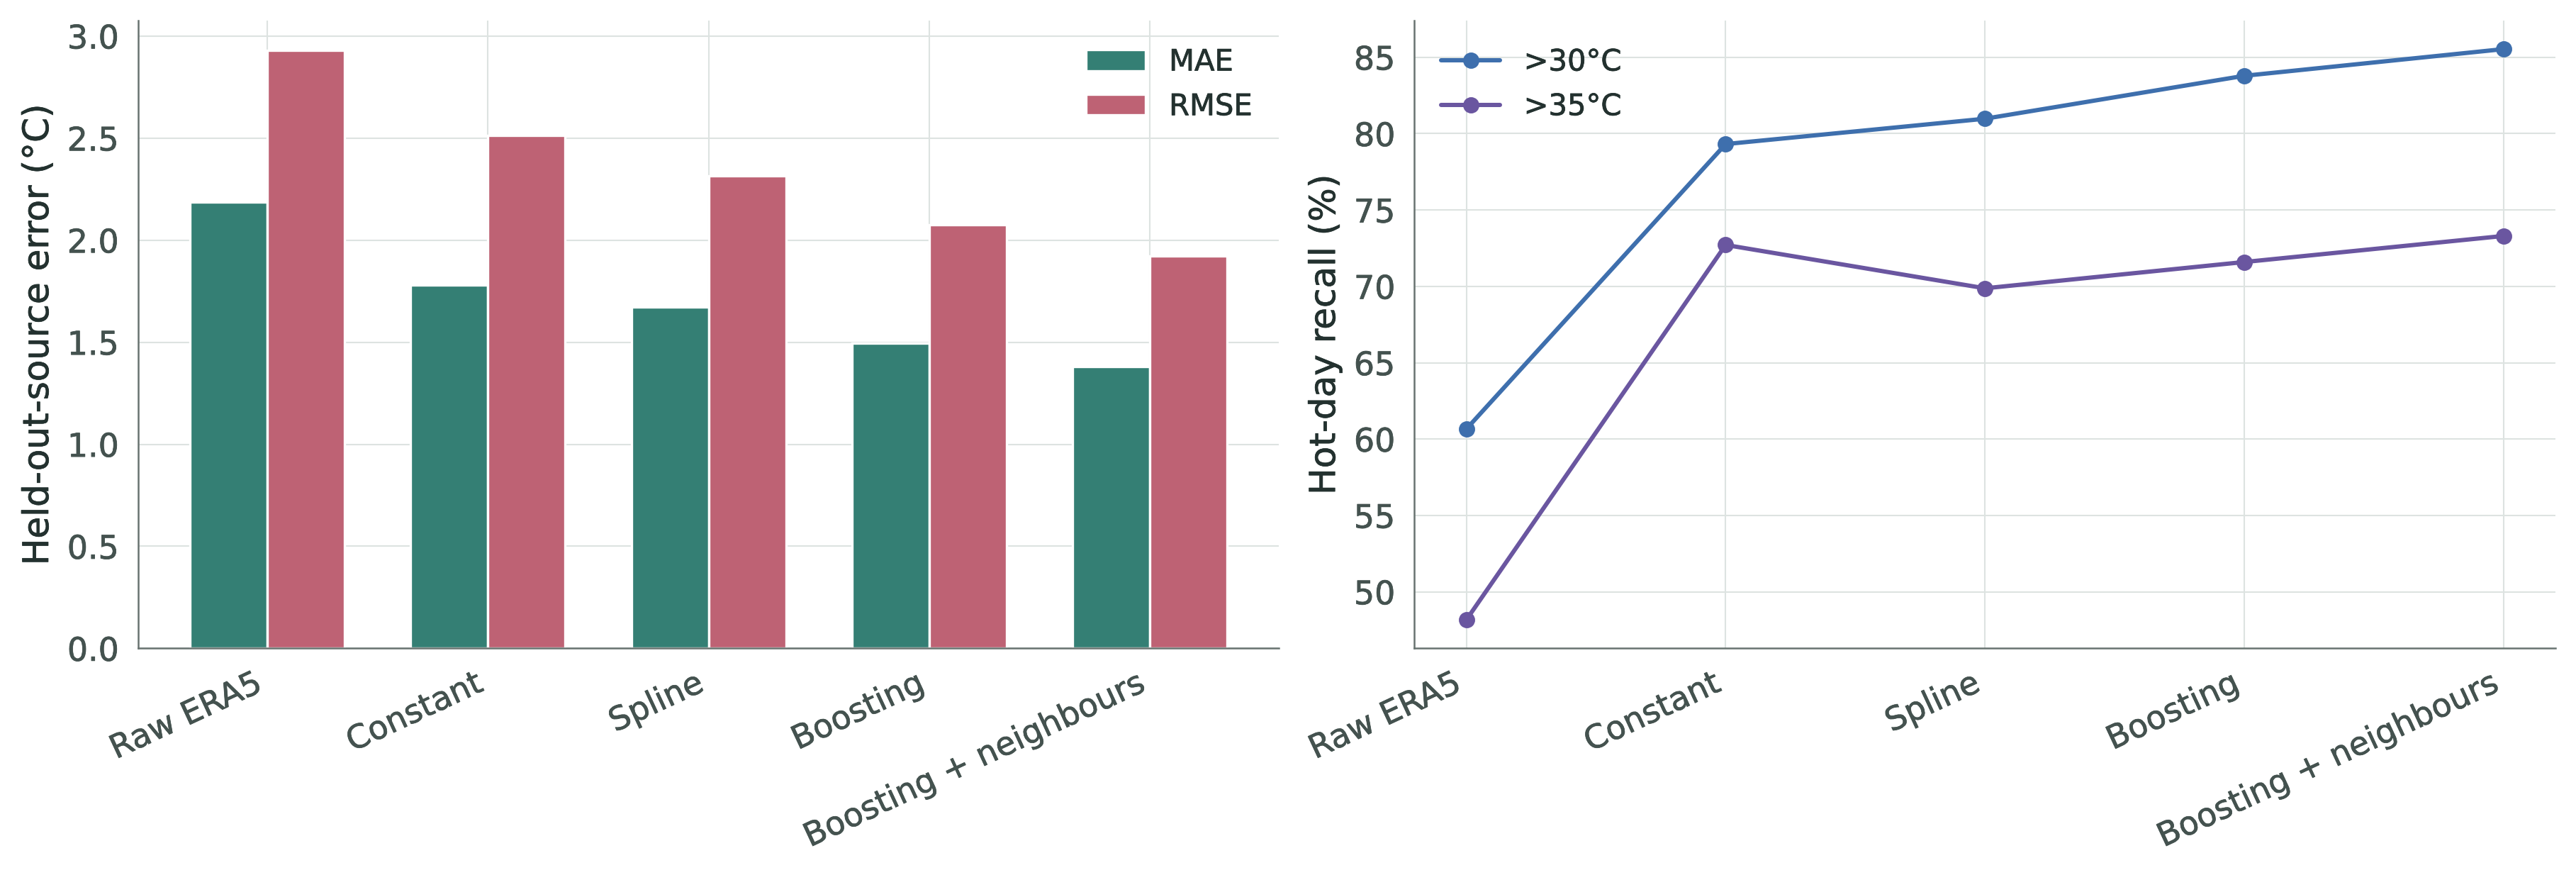 Held-out-source error (°C)
3.0
2.5
2.0
1.5
1.0
0.5
0.0
MAE
RMSE
Raw ERA5
Constant
Spline
Boosting
Boosting + neighbours
Hot-day recall (%)
85
80
75
70
65
60
55
50
>30°C
>35°C
Raw ERA5
Constant
Spline
Boosting
Boosting + neighbours